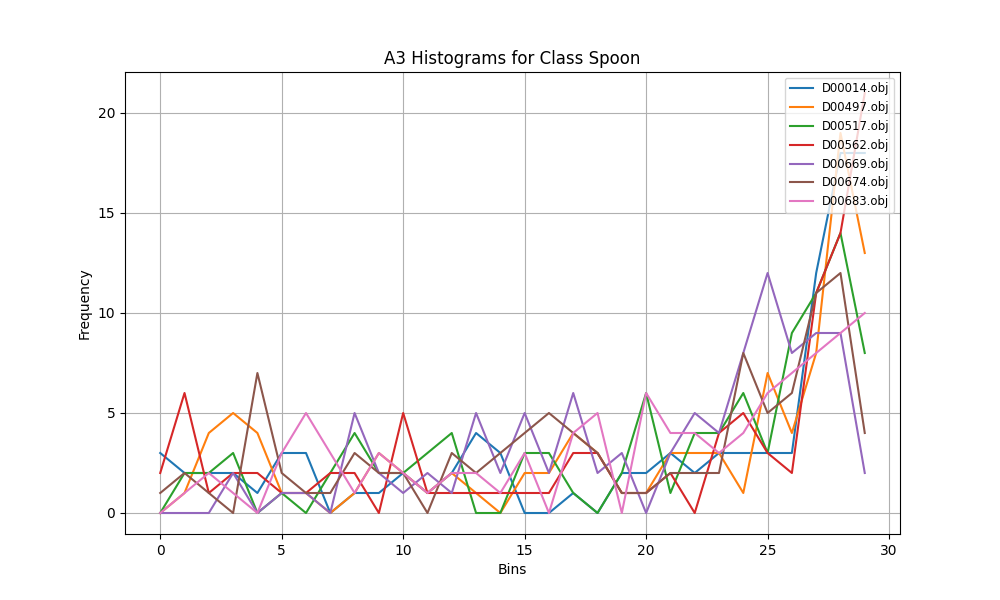 A3 Histograms for Class Spoon
D00014.obj
D00497.obj
D00517.obj
D00562.obj
D00669.obj
D00674.obj
D00683.obj
20
15
10
5
0
Frequency
0 5 10 15 20 25 30
Bins